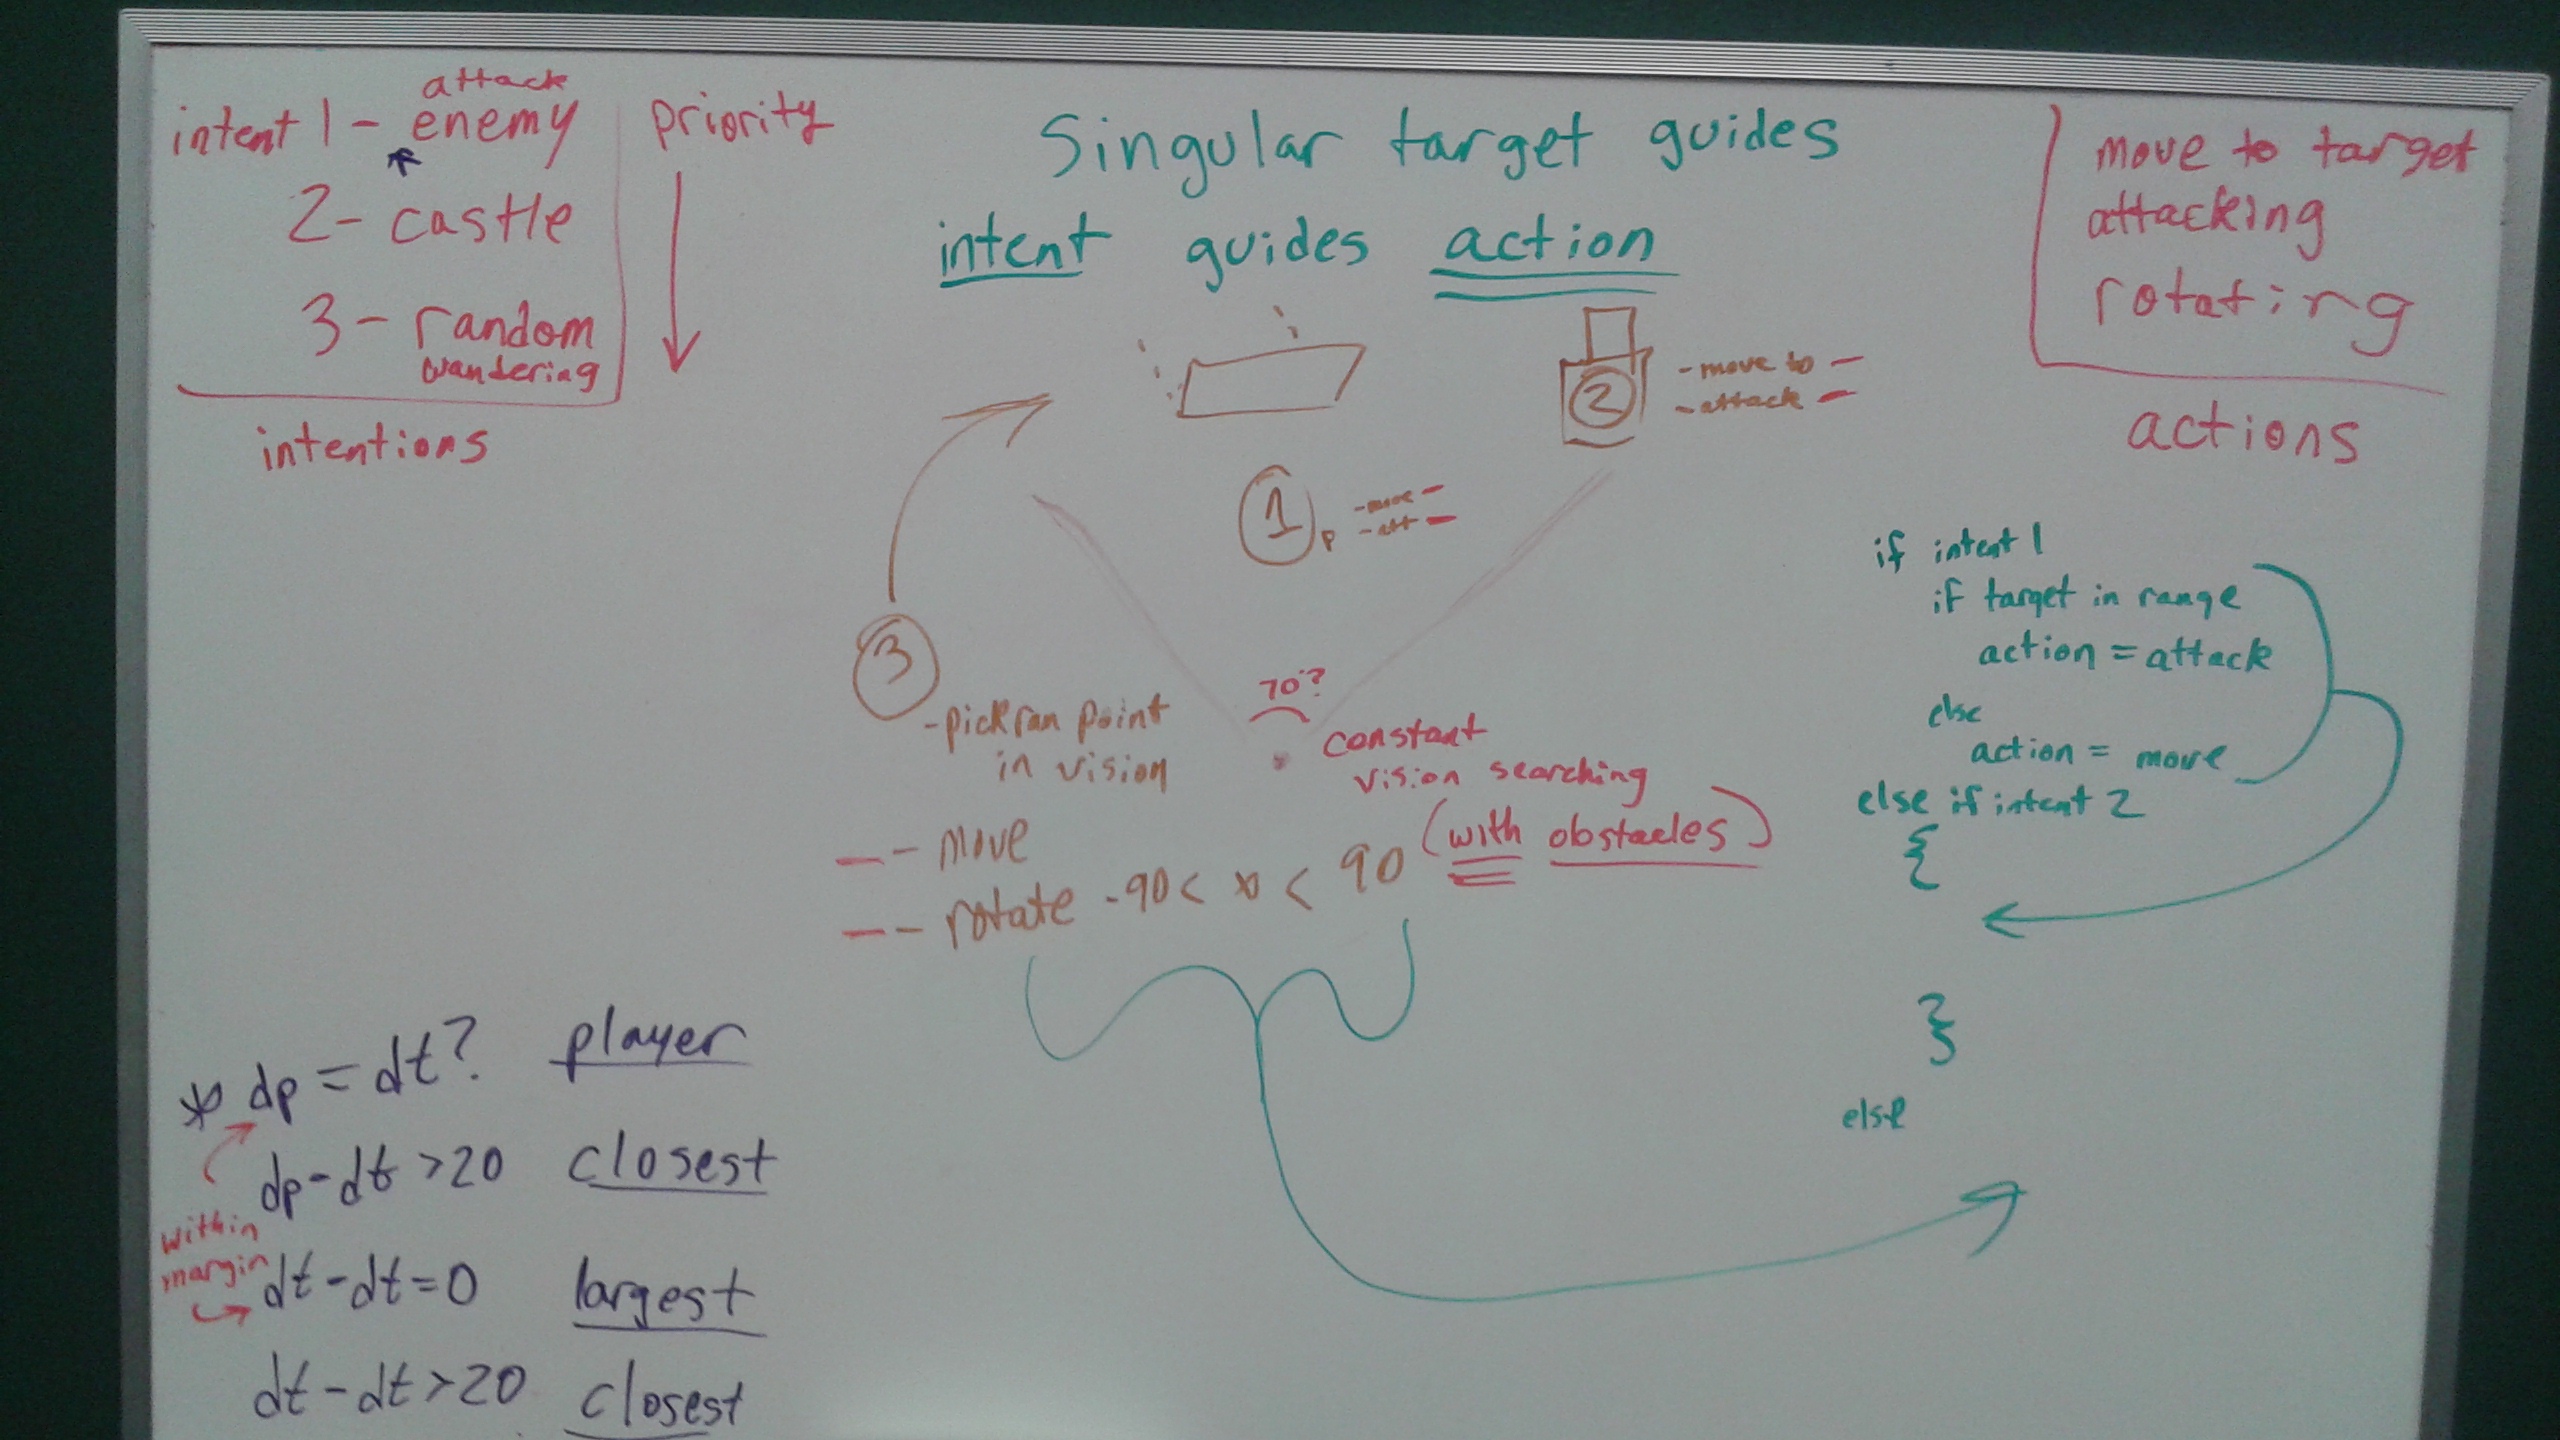 attack
intent 1 - enemy
2 - castle
3 - random
wandering
intentions
priority
Singular target guides
intent guides action
move to target
attacking
rotating
actions
2
- move to -
- attack -
1
p
- move -
- att -
3
- pick ran point
in vision
-- move
-- rotate -90 < x < 90
70°?
constant
vision searching
(with obstacles)
if intent 1
if target in range
action = attack
else
action = move
else if intent 2
{
}
else
* dp = dt? player
dp - dt > 20 closest
within
margin
dt - dt = 0 largest
dt - dt > 20 closest